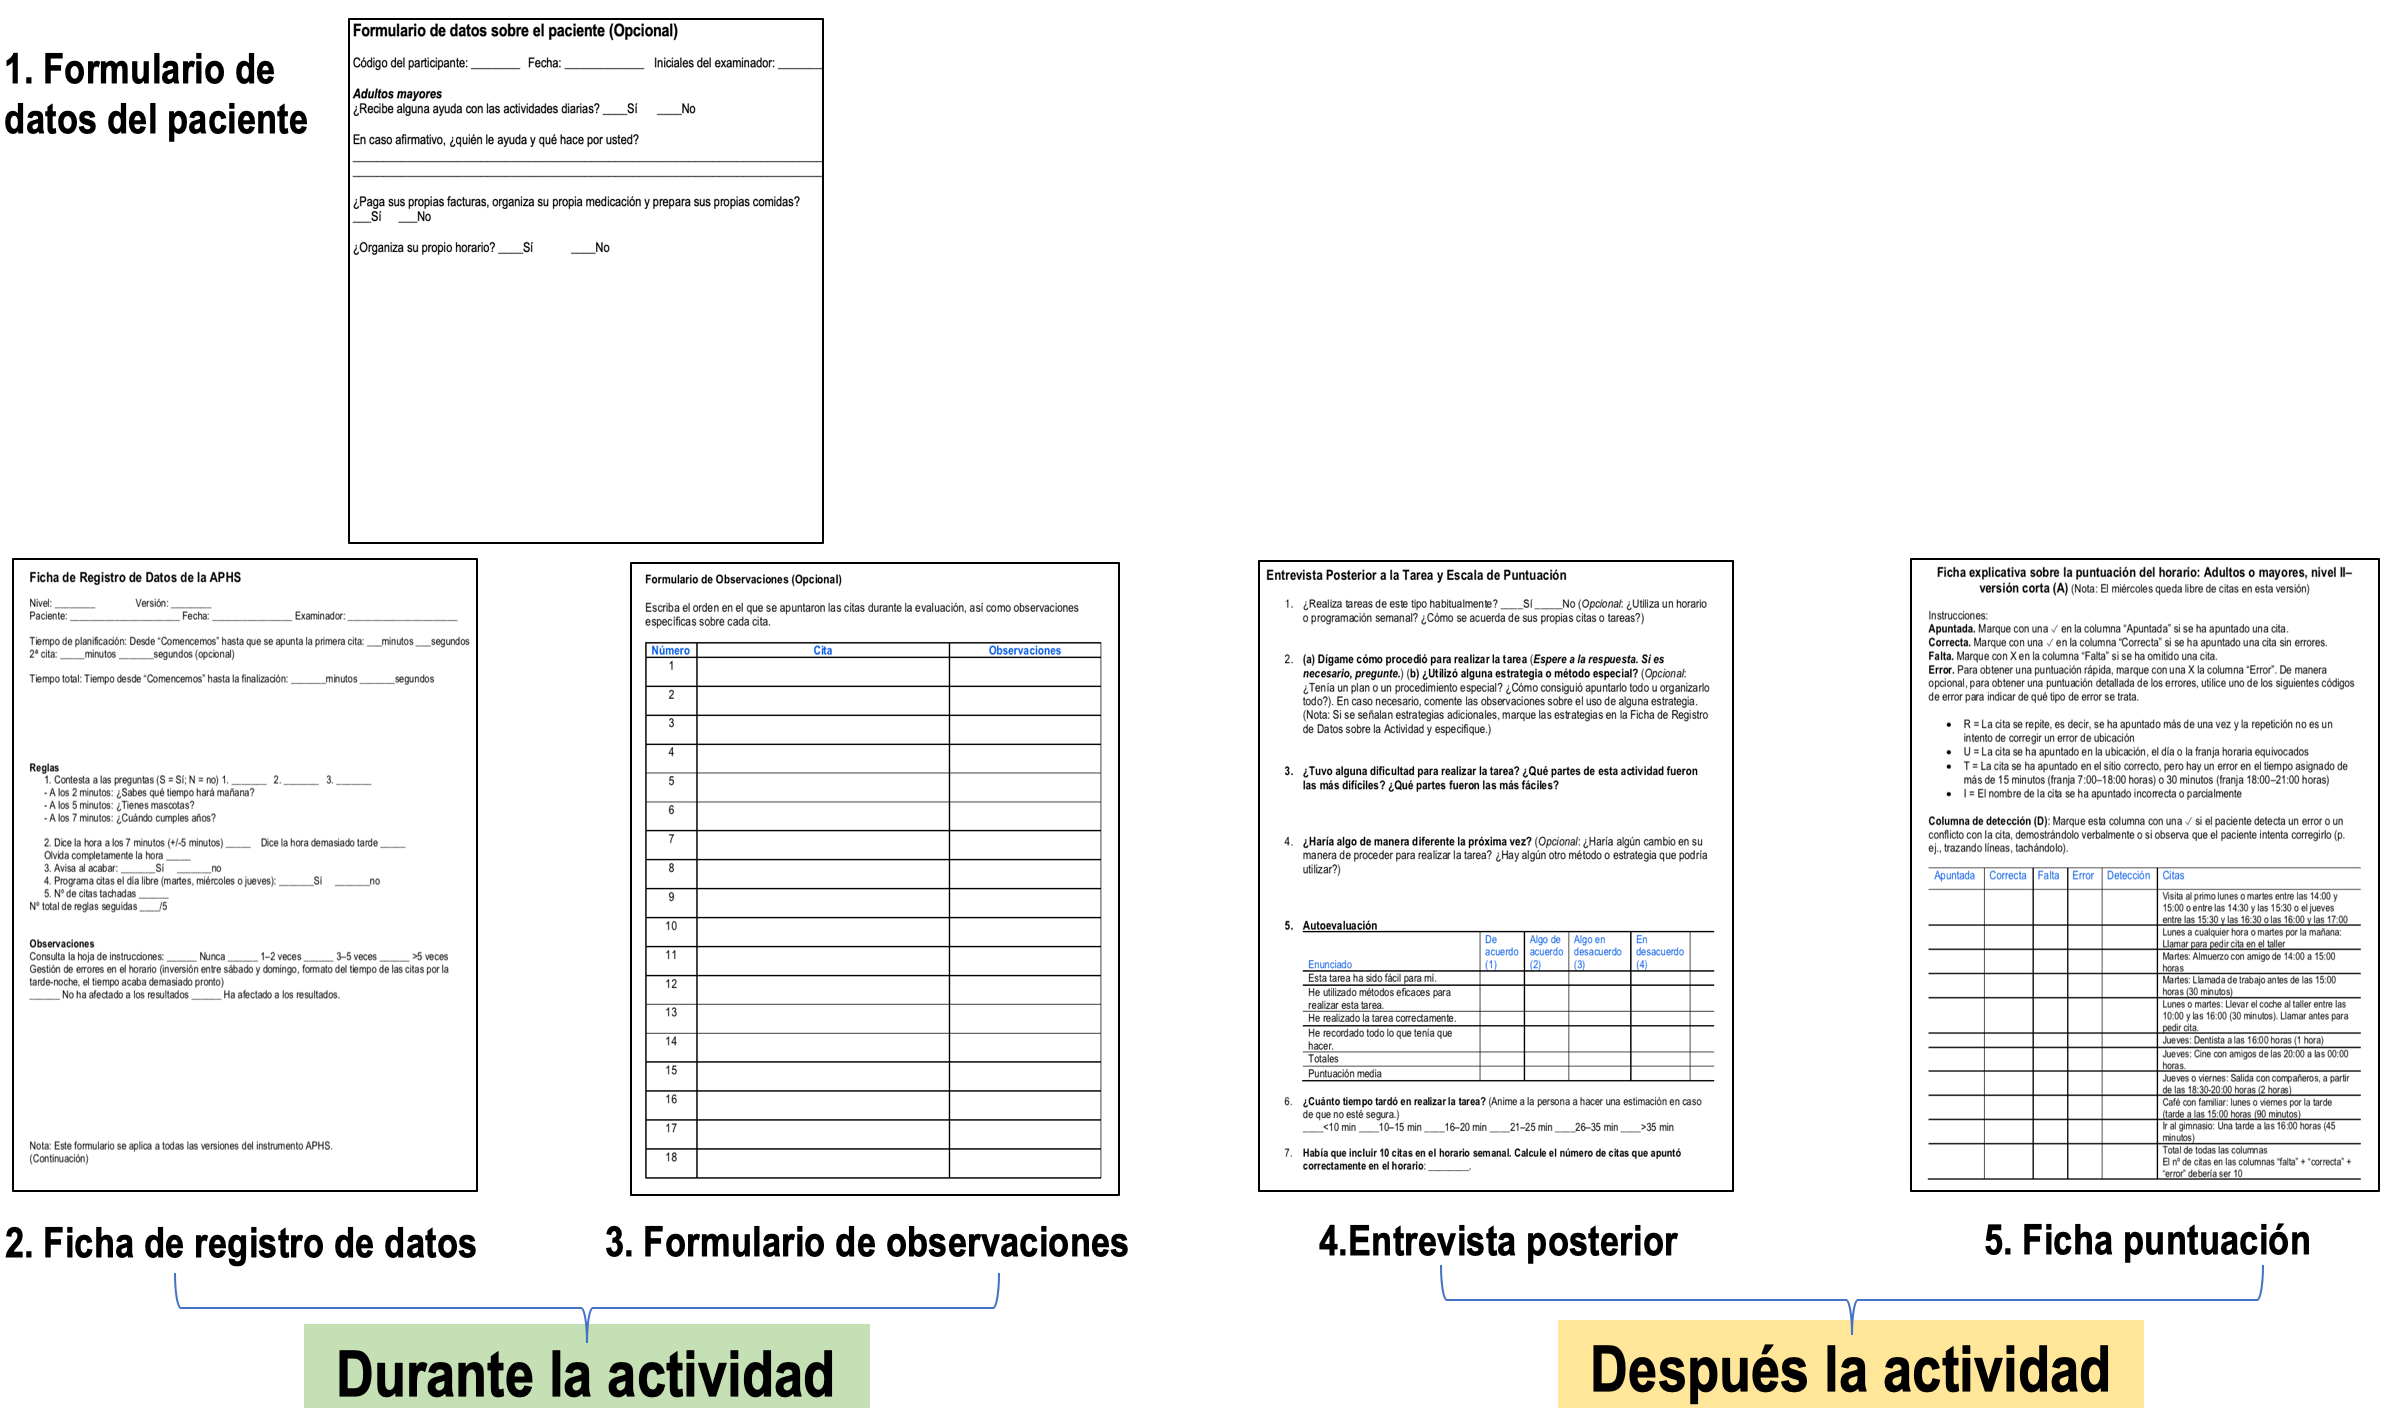 1. Formulario de
datos del paciente
Formulario de datos sobre el paciente (Opcional)
Código del participante: ________ Fecha: _____________ Iniciales del examinador: _______
Adultos mayores
¿Recibe alguna ayuda con las actividades diarias? ____Sí ____No
En caso afirmativo, ¿quién le ayuda y qué hace por usted?
¿Paga sus propias facturas, organiza su propia medicación y prepara sus propias comidas?
___Sí ___No
¿Organiza su propio horario? ____Sí ____No
Ficha de Registro de Datos de la APHS
Nivel: ________ Versión: ________
Paciente: ______________________ Fecha: ________________ Examinador: ______________________
Tiempo de planificación: Desde “Comencemos” hasta que se apunta la primera cita: ___minutos ___segundos
2ª cita: _____minutos _______segundos (opcional)
Tiempo total: Tiempo desde “Comencemos” hasta la finalización: _______minutos _______segundos
Reglas
1. Contesta a las preguntas (S = Sí; N = no) 1. _______ 2. _______ 3. _______
- A los 2 minutos: ¿Sabes qué tiempo hará mañana?
- A los 5 minutos: ¿Tienes mascotas?
- A los 7 minutos: ¿Cuándo cumples años?
2. Dice la hora a los 7 minutos (+/-5 minutos) _____ Dice la hora demasiado tarde _____
Olvida completamente la hora _____
3. Avisa al acabar: _______Sí _______no
4. Programa citas el día libre (martes, miércoles o jueves): _______Sí _______no
5. Nº de citas tachadas ______
Nº total de reglas seguidas ____/5
Observaciones
Consulta la hoja de instrucciones: ______ Nunca ______ 1–2 veces ______ 3–5 veces ______ >5 veces
Gestión de errores en el horario (inversión entre sábado y domingo, formato del tiempo de las citas por la
tarde-noche, el tiempo acaba demasiado pronto)
______ No ha afectado a los resultados ______ Ha afectado a los resultados.
Nota: Este formulario se aplica a todas las versiones del instrumento APHS.
(Continuación)
Formulario de Observaciones (Opcional)
Escriba el orden en el que se apuntaron las citas durante la evaluación, así como observaciones
específicas sobre cada cita.
Número Cita Observaciones
1
2
3
4
5
6
7
8
9
10
11
12
13
14
15
16
17
18
Entrevista Posterior a la Tarea y Escala de Puntuación
1. ¿Realiza tareas de este tipo habitualmente? ____Sí _____No (Opcional: ¿Utiliza un horario
o programación semanal? ¿Cómo se acuerda de sus propias citas o tareas?)
2. (a) Dígame cómo procedió para realizar la tarea (Espere a la respuesta. Si es
necesario, pregunte.) (b) ¿Utilizó alguna estrategia o método especial? (Opcional:
¿Tenía un plan o un procedimiento especial? ¿Cómo consiguió apuntarlo todo u organizarlo
todo?). En caso necesario, comente las observaciones sobre el uso de alguna estrategia.
(Nota: Si se señalan estrategias adicionales, marque las estrategias en la Ficha de Registro
de Datos sobre la Actividad y especifique.)
3. ¿Tuvo alguna dificultad para realizar la tarea? ¿Qué partes de esta actividad fueron
las más difíciles? ¿Qué partes fueron las más fáciles?
4. ¿Haría algo de manera diferente la próxima vez? (Opcional: ¿Haría algún cambio en su
manera de proceder para realizar la tarea? ¿Hay algún otro método o estrategia que podría
utilizar?)
5. Autoevaluación
Enunciado De acuerdo (1) Algo de acuerdo (2) Algo en desacuerdo (3) En desacuerdo (4)
Esta tarea ha sido fácil para mí.
He utilizado métodos eficaces para
realizar esta tarea.
He realizado la tarea correctamente.
He recordado todo lo que tenía que
hacer.
Totales
Puntuación media
6. ¿Cuánto tiempo tardó en realizar la tarea? (Anime a la persona a hacer una estimación en caso
de que no esté segura.)
____<10 min ____10–15 min ____16–20 min ____21–25 min ____26–35 min ____>35 min
7. Había que incluir 10 citas en el horario semanal. Calcule el número de citas que apuntó
correctamente en el horario: _______.
Ficha explicativa sobre la puntuación del horario: Adultos o mayores, nivel II–
versión corta (A) (Nota: El miércoles queda libre de citas en esta versión)
Instrucciones:
Apuntada. Marque con una ✓ en la columna “Apuntada” si se ha apuntado una cita.
Correcta. Marque con una ✓ en la columna “Correcta” si se ha apuntado una cita sin errores.
Falta. Marque con X en la columna “Falta” si se ha omitido una cita.
Error. Para obtener una puntuación rápida, marque con una X la columna “Error”. De manera
opcional, para obtener una puntuación detallada de los errores, utilice uno de los siguientes códigos
de error para indicar de qué tipo de error se trata.
• R = La cita se repite, es decir, se ha apuntado más de una vez y la repetición no es un
intento de corregir un error de ubicación
• U = La cita se ha apuntado en la ubicación, el día o la franja horaria equivocados
• T = La cita se ha apuntado en el sitio correcto, pero hay un error en el tiempo asignado de
más de 15 minutos (franja 7:00–18:00 horas) o 30 minutos (franja 18:00–21:00 horas)
• I = El nombre de la cita se ha apuntado incorrecta o parcialmente
Columna de detección (D): Marque esta columna con una ✓ si el paciente detecta un error o un
conflicto con la cita, demostrándolo verbalmente o si observa que el paciente intenta corregirlo (p.
ej., trazando líneas, tachándolo).
Apuntada Correcta Falta Error Detección Citas
Visita al primo lunes o martes entre las 14:00 y
15:00 o entre las 14:30 y las 15:30 o el jueves
entre las 15:30 y las 16:30 o las 16:00 y las 17:00
Lunes a cualquier hora o martes por la mañana:
Llamar para pedir cita en el taller
Martes: Almuerzo con amigo de 14:00 a 15:00
horas
Martes: Llamada de trabajo antes de las 15:00
horas (30 minutos)
Lunes o martes: Llevar el coche al taller entre las
10:00 y las 16:00 (30 minutos). Llamar antes para
pedir cita.
Jueves: Dentista a las 16:00 horas (1 hora)
Jueves: Cine con amigos de las 20:00 a las 00:00
horas.
Jueves o viernes: Salida con compañeros, a partir
de las 18:30-20:00 horas (2 horas)
Café con familiar: lunes o viernes por la tarde
(tarde a las 15:00 horas (90 minutos)
Ir al gimnasio: Una tarde a las 16:00 horas (45
minutos)
Total de todas las columnas
El nº de citas en las columnas “falta” + “correcta” +
“error” debería ser 10
2. Ficha de registro de datos
3. Formulario de observaciones
4.Entrevista posterior
5. Ficha puntuación
Durante la actividad
Después la actividad